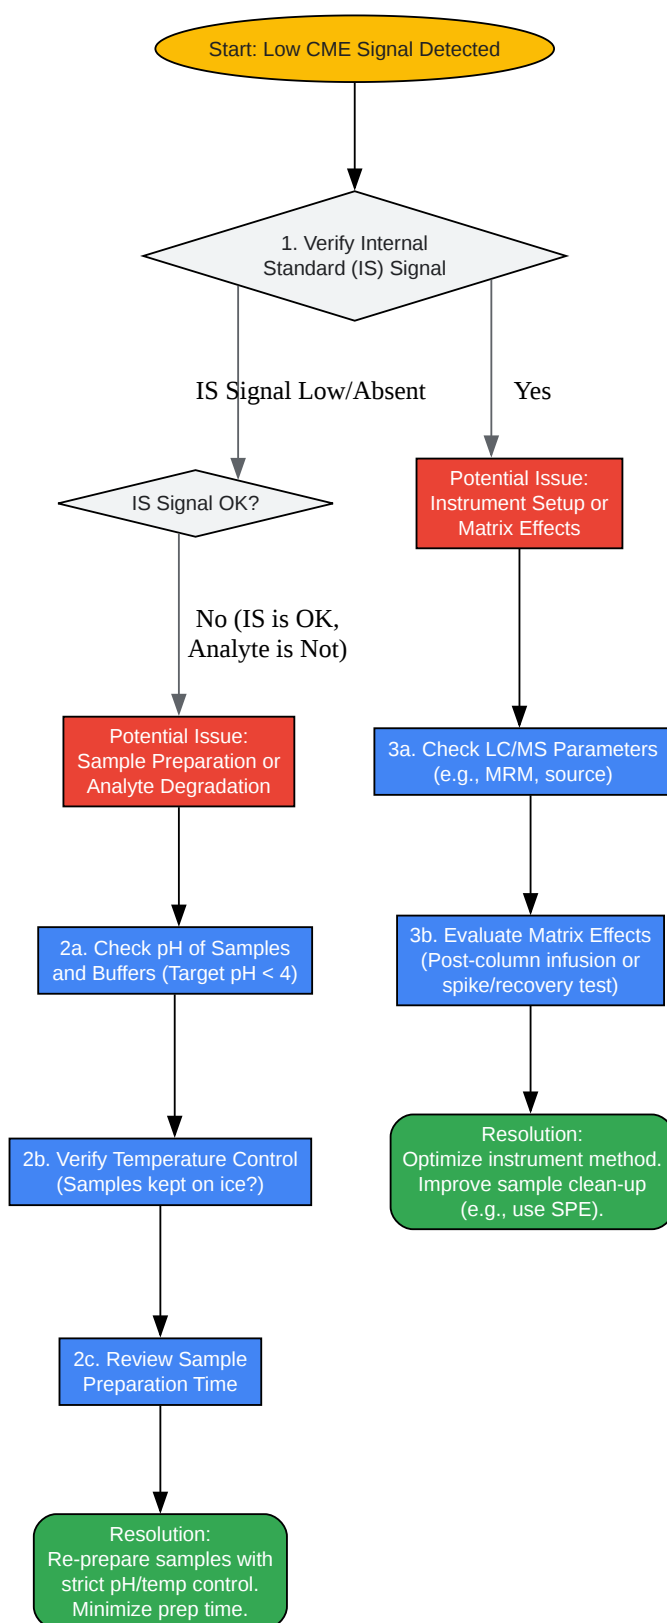 Start: Low CME Signal Detected
1. Verify Internal
Standard (IS) Signal
IS Signal Low/Absent
Yes
IS Signal OK?
Potential Issue:
Instrument Setup or
Matrix Effects
No (IS is OK,
Analyte is Not)
Potential Issue:
Sample Preparation or
Analyte Degradation
3a. Check LC/MS Parameters
(e.g., MRM, source)
2a. Check pH of Samples
and Buffers (Target pH < 4)
3b. Evaluate Matrix Effects
(Post-column infusion or
spike/recovery test)
2b. Verify Temperature Control
(Samples kept on ice?)
Resolution:
Optimize instrument method.
Improve sample clean-up
(e.g., use SPE).
2c. Review Sample
Preparation Time
Resolution:
Re-prepare samples with
strict pH/temp control.
Minimize prep time.